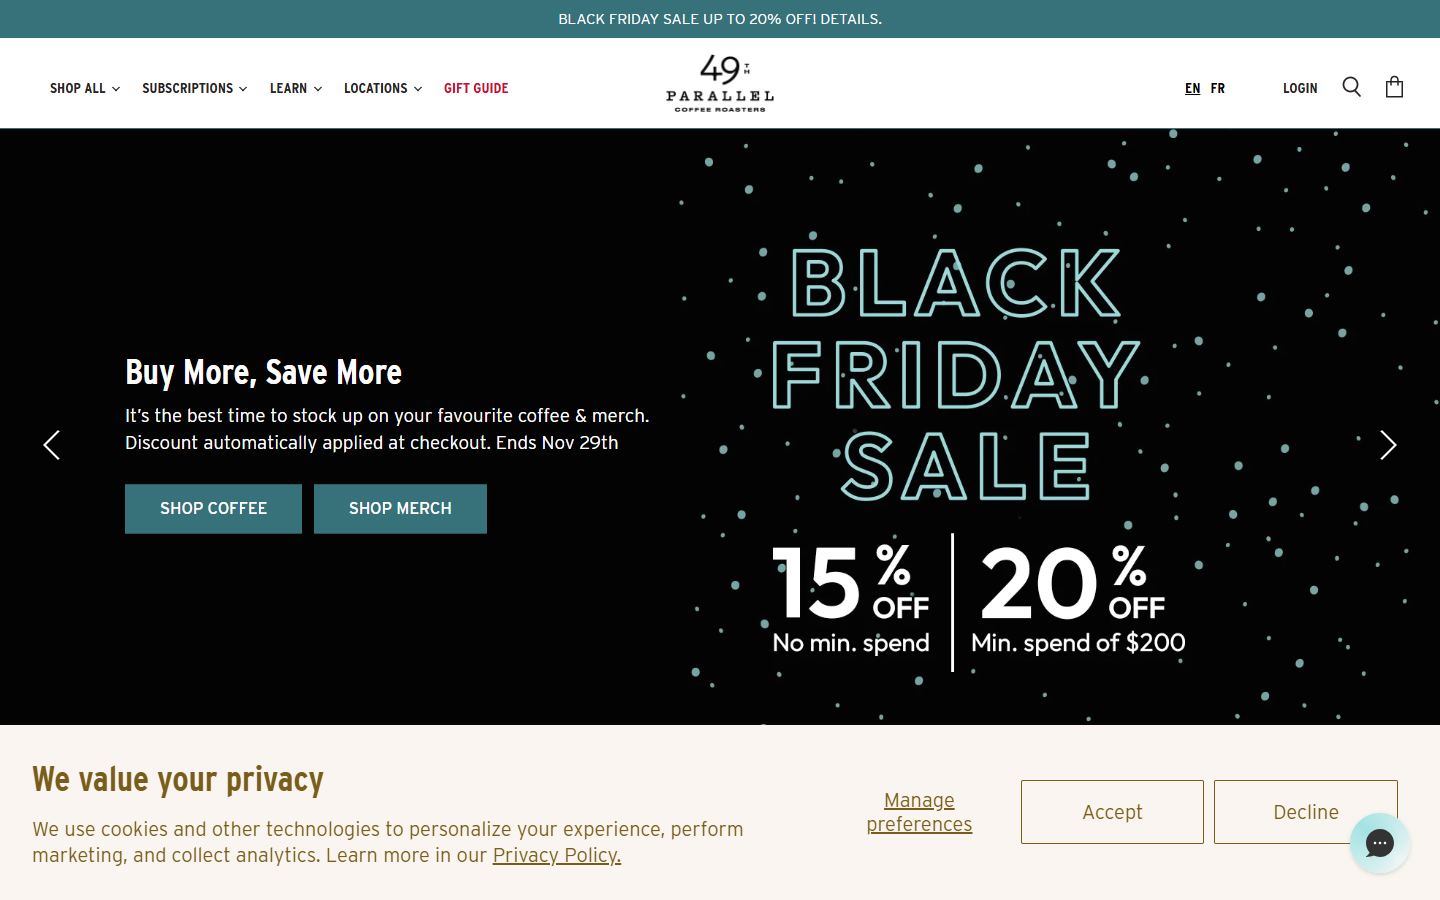 BLACK FRIDAY SALE UP TO 20% OFF! DETAILS.
SHOP ALL
SUBSCRIPTIONS
LEARN
LOCATIONS
GIFT GUIDE
49TH
PARALLEL
COFFEE ROASTERS
EN FR
LOGIN
Buy More, Save More
It's the best time to stock up on your favourite coffee & merch.
Discount automatically applied at checkout. Ends Nov 29th
SHOP COFFEE
SHOP MERCH
BLACK
FRIDAY
SALE
15% OFF
No min. spend
20% OFF
Min. spend of $200
We value your privacy
We use cookies and other technologies to personalize your experience, perform
marketing, and collect analytics. Learn more in our Privacy Policy.
Manage
preferences
Accept
Decline